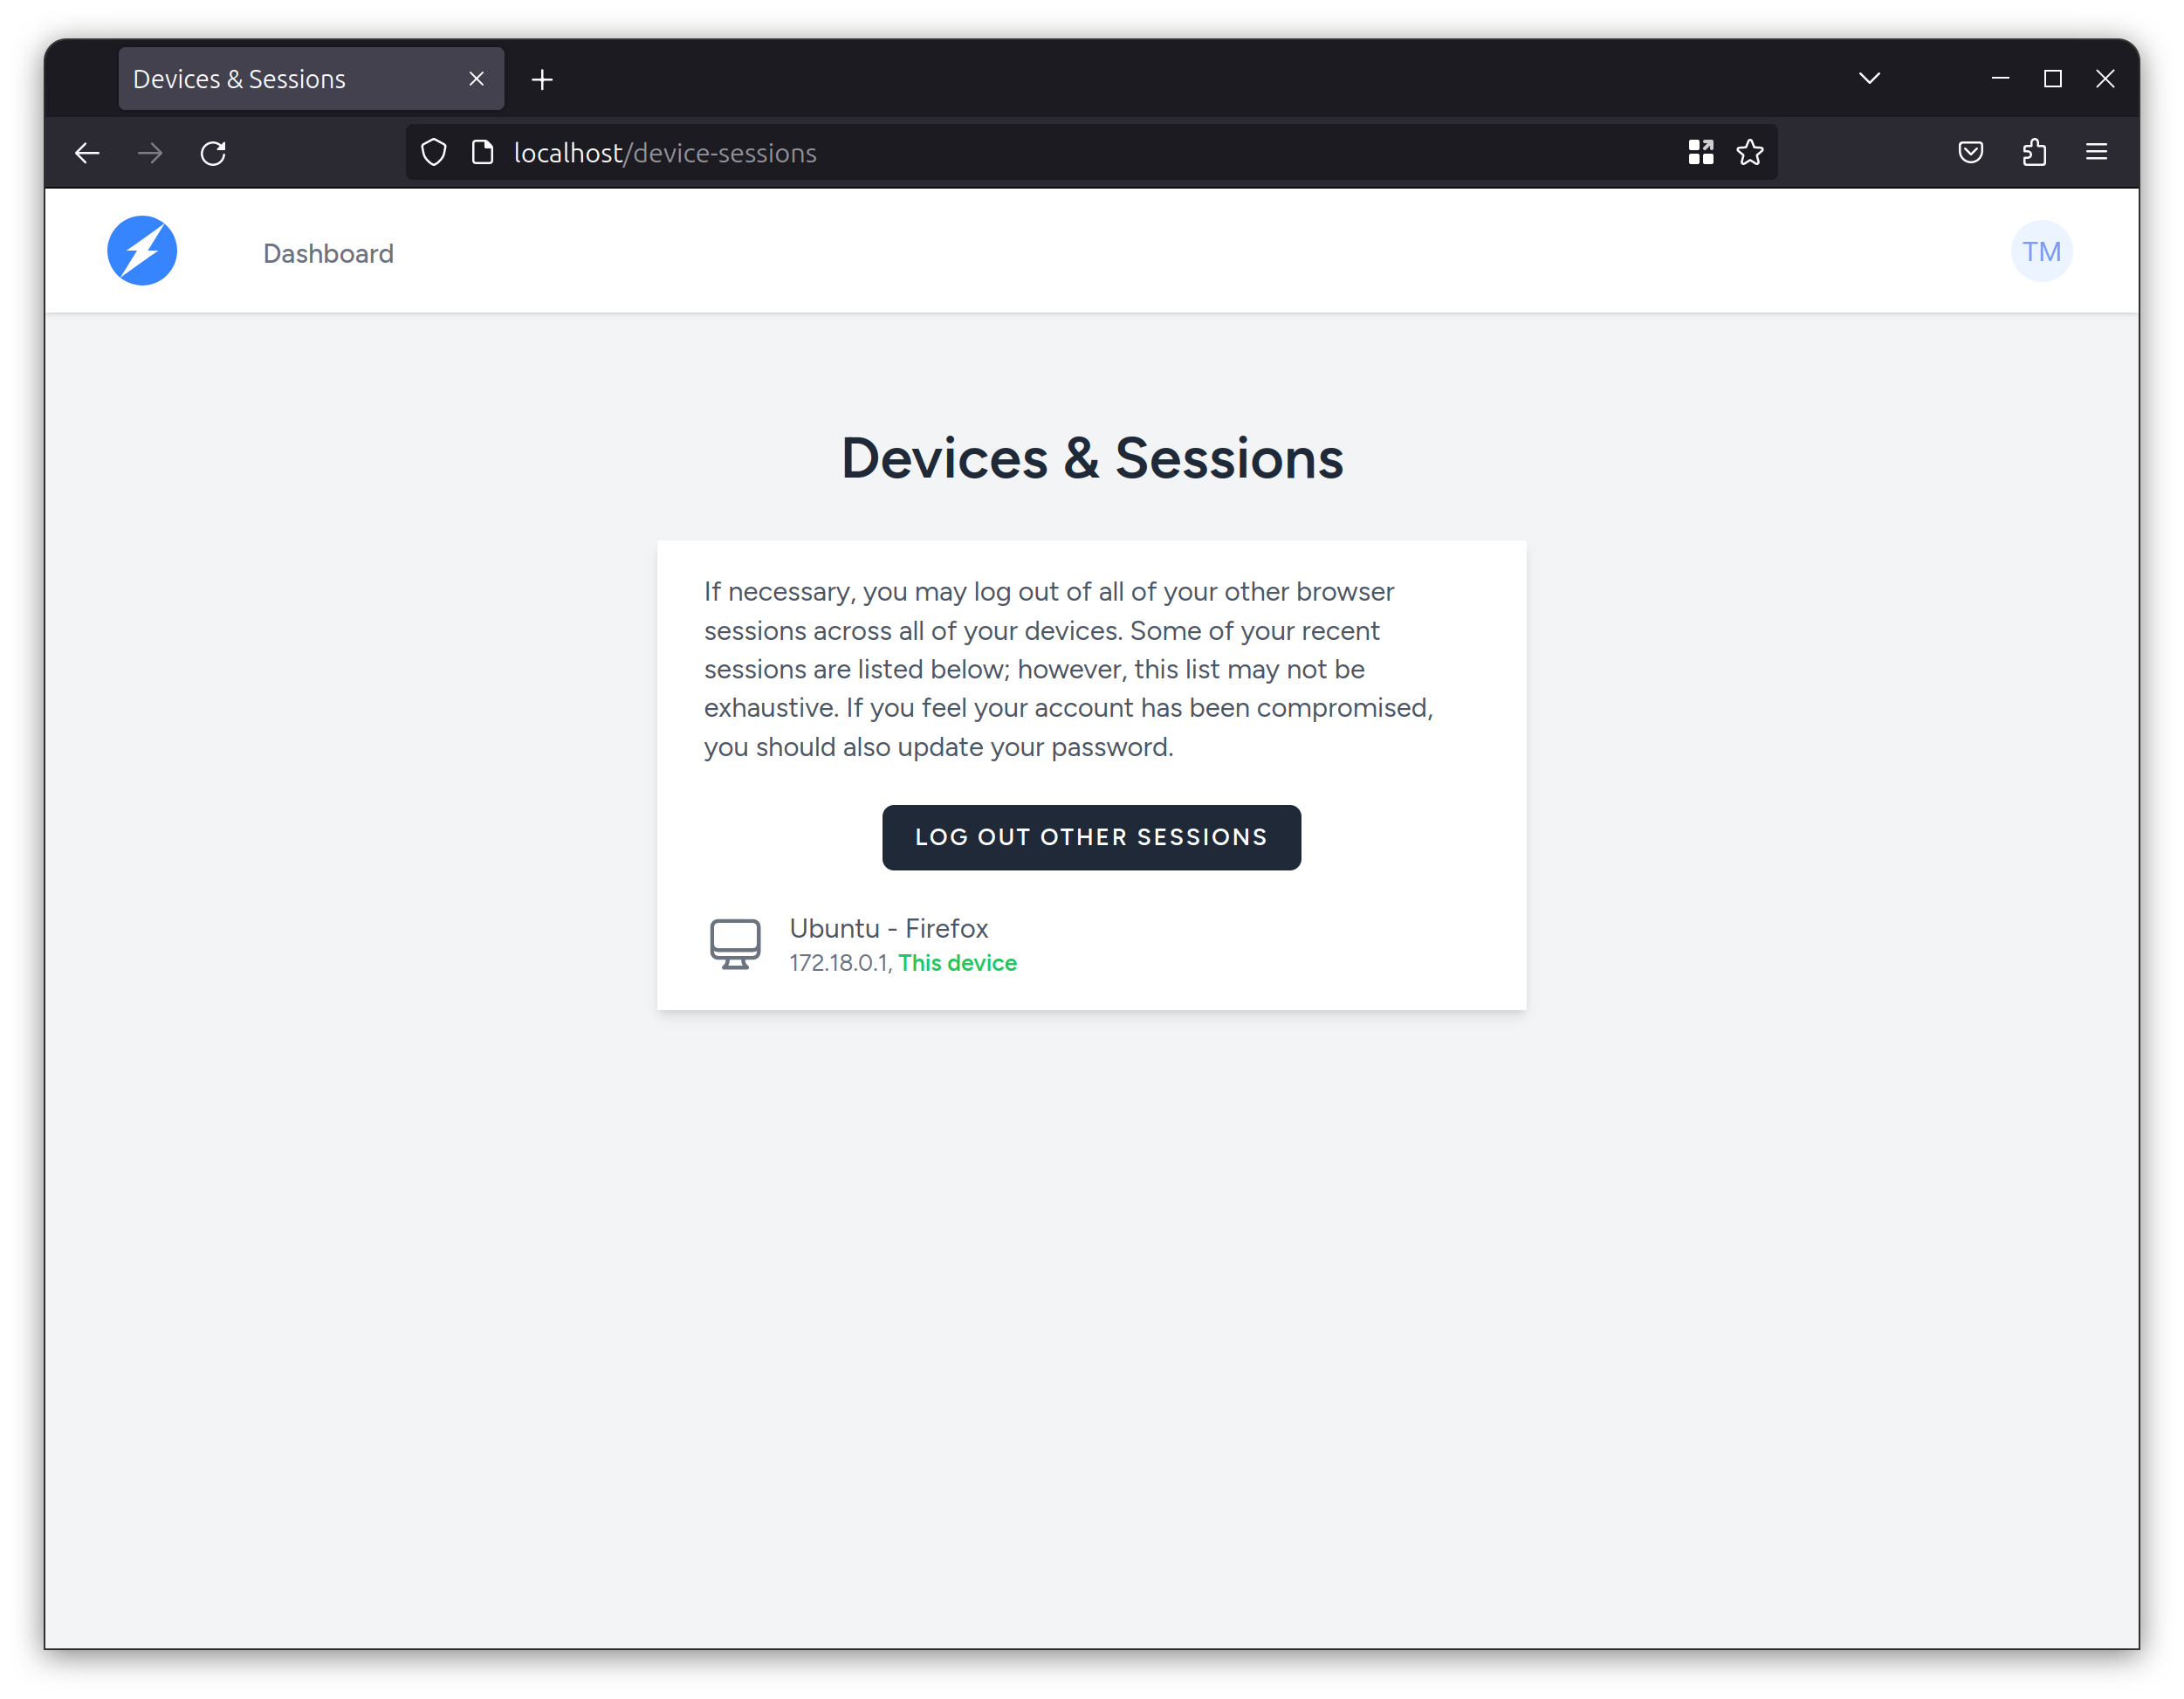 Devices & Sessions
localhost/device-sessions
Dashboard
TM
Devices & Sessions
If necessary, you may log out of all of your other browser
sessions across all of your devices. Some of your recent
sessions are listed below; however, this list may not be
exhaustive. If you feel your account has been compromised,
you should also update your password.
LOG OUT OTHER SESSIONS
Ubuntu - Firefox
172.18.0.1, This device